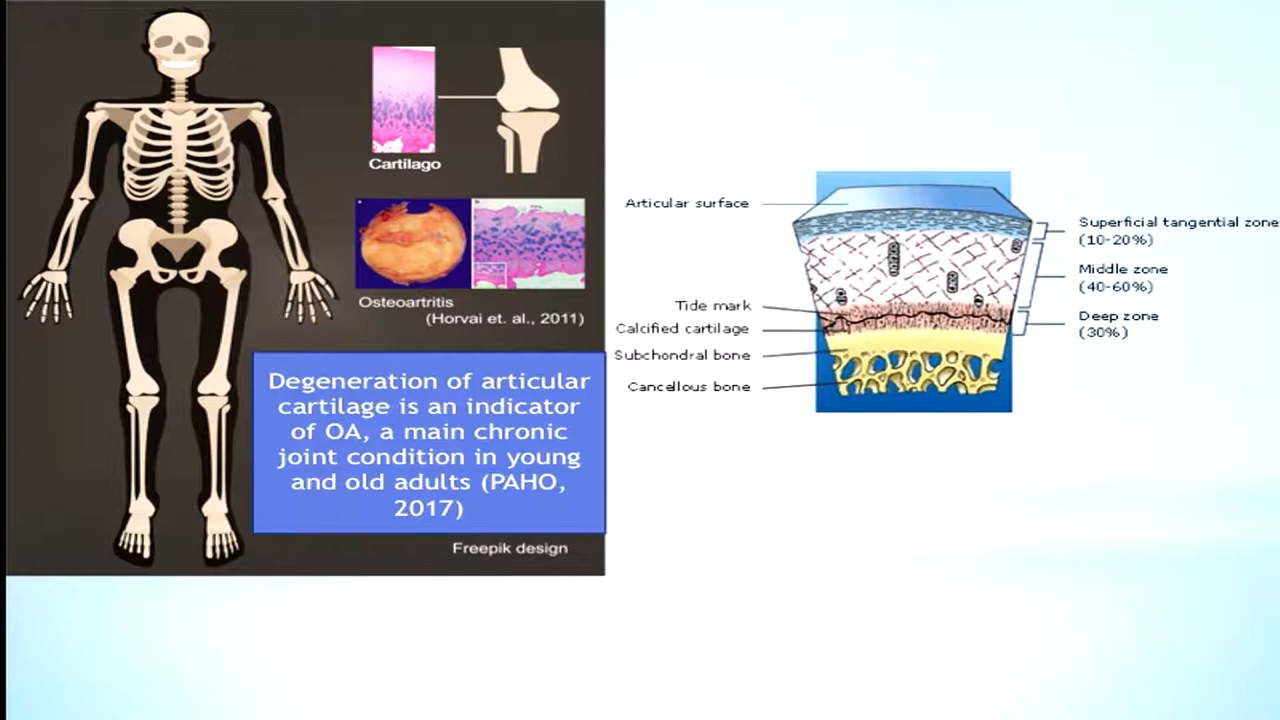 Cartílago
Osteoartritis
(Horvai et. al., 2011)
Degeneration of articular
cartilage is an indicator
of OA, a main chronic
joint condition in young
and old adults (PAHO,
2017)
Freepik design
Articular surface
Tide mark
Calcified cartilage
Subchondral bone
Cancellous bone
Superficial tangential zone
(10-20%)
Middle zone
(40-60%)
Deep zone
(30%)